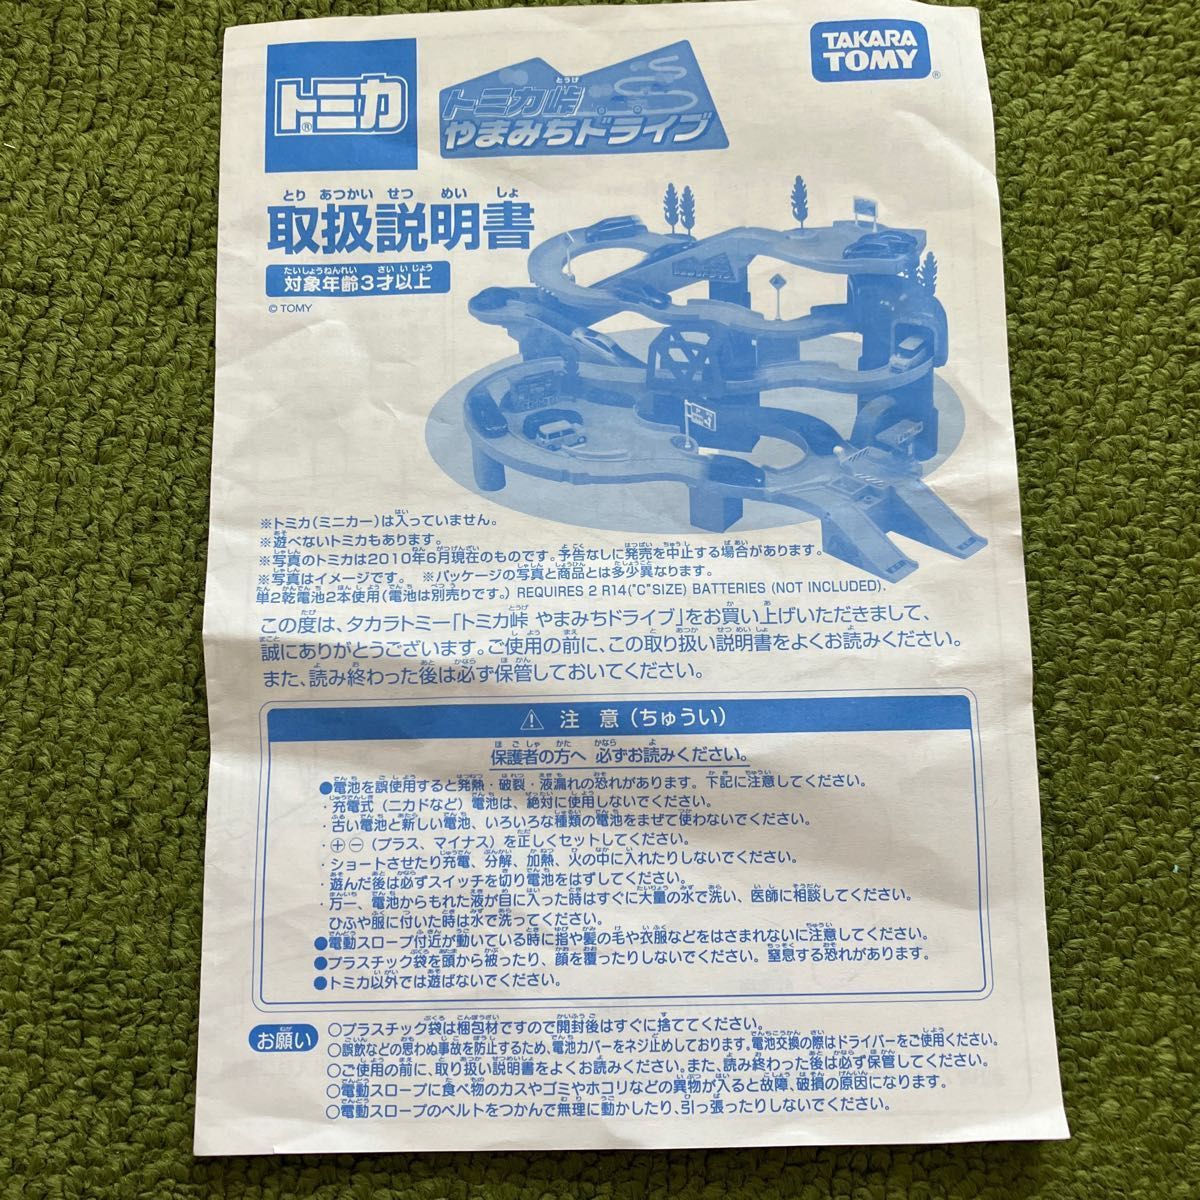 トミカ®
とうげ
トミカ峠
やまみちドライブ
TAKARA
TOMY®
とり あつかい せつ めい しょ
取扱説明書
たいしょうねんれい さい いじょう
対象年齢3才以上
© TOMY
やまみちドライブ
※トミカ(ミニカー)は入っていません。
※遊べないトミカもあります。
※写真のトミカは2010年6月現在のものです。予告なしに発売を中止する場合があります。
※写真はイメージです。 ※パッケージの写真と商品とは多少異なります。
単2乾電池2本使用(電池は別売りです。) REQUIRES 2 R14("C"SIZE) BATTERIES (NOT INCLUDED).
この度は、タカラトミー「トミカ峠 やまみちドライブ」をお買い上げいただきまして、
誠にありがとうございます。ご使用の前に、この取り扱い説明書をよくお読みください。
また、読み終わった後は必ず保管しておいてください。
⚠ 注 意 (ちゅうい)
保護者の方へ 必ずお読みください。
●電池を誤使用すると発熱・破裂・液漏れの恐れがあります。下記に注意してください。
・充電式(ニカドなど)電池は、絶対に使用しないでください。
・古い電池と新しい電池、いろいろな種類の電池をまぜて使わないでください。
・⊕⊖(プラス、マイナス)を正しくセットしてください。
・ショートさせたり充電、分解、加熱、火の中に入れたりしないでください。
・遊んだ後は必ずスイッチを切り電池をはずしてください。
・万一、電池からもれた液が目に入った時はすぐに大量の水で洗い、医師に相談してください。
ひふや服に付いた時は水で洗ってください。
●電動スロープ付近が動いている時に指や髪の毛や衣服などをはさまれないに注意してください。
●プラスチック袋を頭から被ったり、顔を覆ったりしないでください。窒息する恐れがあります。
●トミカ以外では遊ばないでください。
お願い
○プラスチック袋は梱包材ですので開封後はすぐに捨ててください。
○誤飲などの思わぬ事故を防止するため、電池カバーをネジ止めしております。電池交換の際はドライバーをご使用ください。
○ご使用の前に、取り扱い説明書をよくお読みください。また、読み終わった後は必ず保管してください。
○電動スロープに食べ物のカスやゴミやホコリなどの異物が入ると故障、破損の原因になります。
○電動スロープのベルトをつかんで無理に動かしたり、引っ張ったりしないでください。